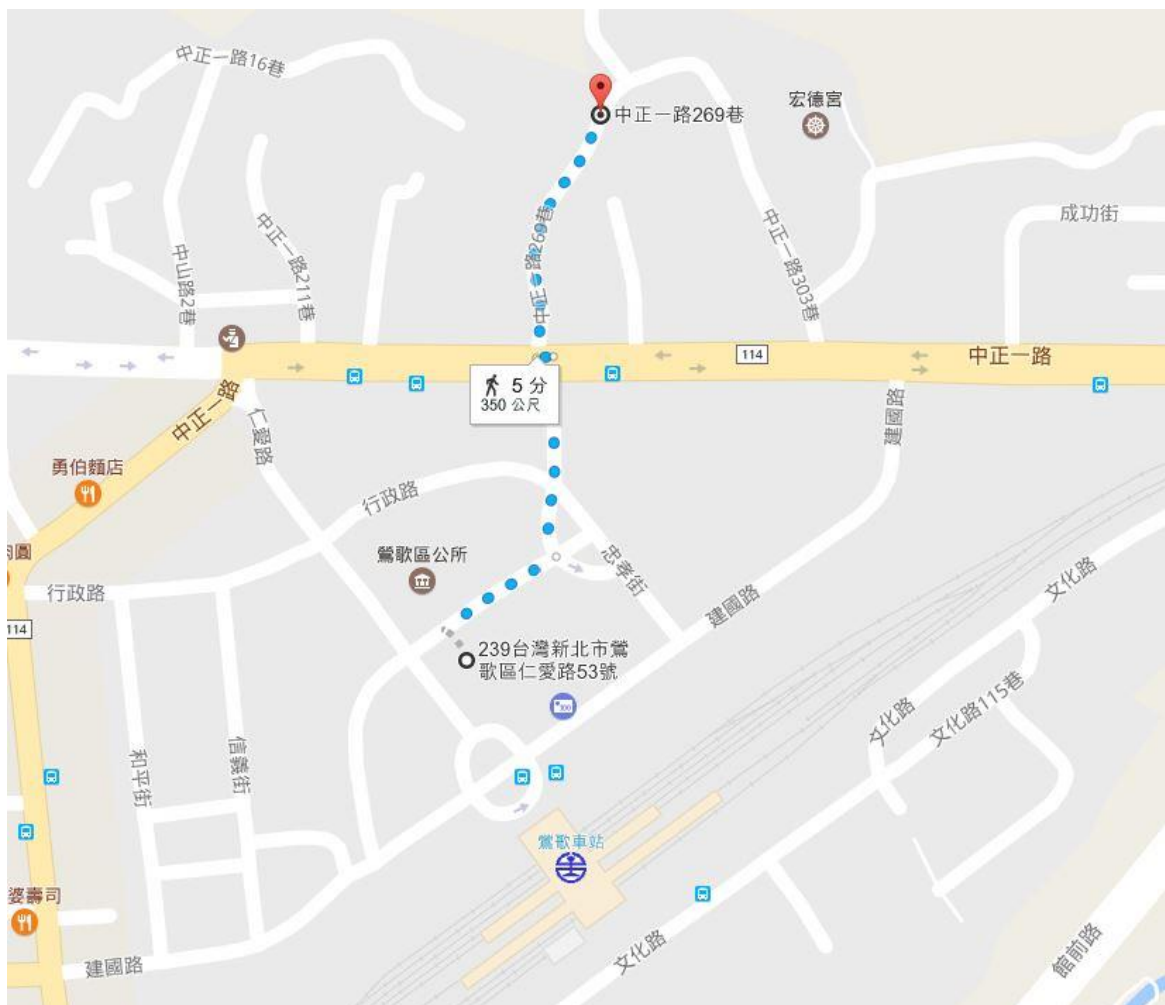 中正一路16巷
中正一路269巷
宏德宮
中正一路269巷
成功街
中正一路211巷
中山路2巷
中正一路303巷
114
中正一路
5 分
350 公尺
中正一路
仁愛路
建國路
勇伯麵店
行政路
肉圓
鶯歌區公所
忠孝街
行政路
文化路
建國路
114
239台灣新北市鶯
歌區仁愛路53號
文化路
文化路115巷
和平街
信義街
鶯歌車站
婆壽司
文化路
館前路
建國路